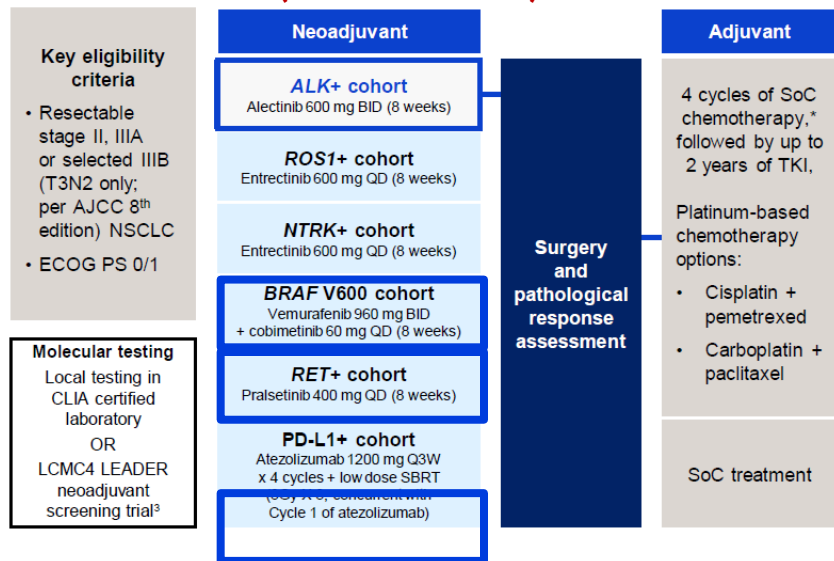 Neoadjuvant
Adjuvant
Key eligibility
criteria
• Resectable
stage II, IIIA
or selected IIIB
(T3N2 only;
per AJCC 8th
edition) NSCLC
• ECOG PS 0/1
Molecular testing
Local testing in
CLIA certified
laboratory
OR
LCMC4 LEADER
neoadjuvant
screening trial³
ALK+ cohort
Alectinib 600 mg BID (8 weeks)
ROS1+ cohort
Entrectinib 600 mg QD (8 weeks)
NTRK+ cohort
Entrectinib 600 mg QD (8 weeks)
BRAF V600 cohort
Vemurafenib 960 mg BID
+ cobimetinib 60 mg QD (8 weeks)
RET+ cohort
Pralsetinib 400 mg QD (8 weeks)
PD-L1+ cohort
Atezolizumab 1200 mg Q3W
x 4 cycles + low dose SBRT
concurrent with
Cycle 1 of atezolizumab)
Surgery
and
pathological
response
assessment
4 cycles of SoC
chemotherapy,*
followed by up to
2 years of TKI,
Platinum-based
chemotherapy
options:
• Cisplatin +
pemetrexed
• Carboplatin +
paclitaxel
SoC treatment